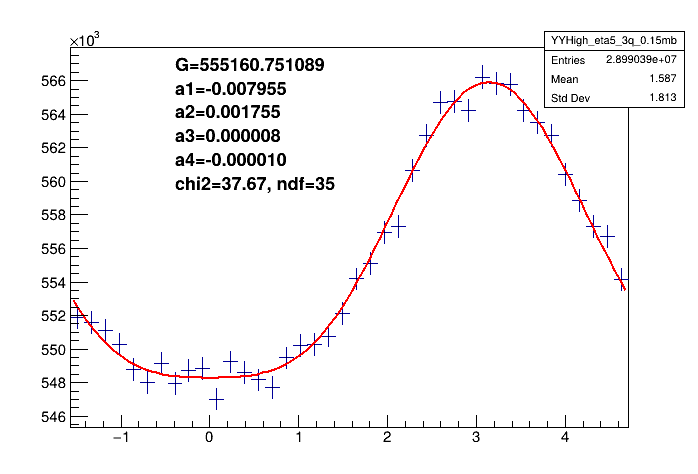 ×10³
YYHigh_eta5_3q_0.15mb
Entries 2.899039e+07
Mean 1.587
Std Dev 1.813
G=555160.751089
a1=-0.007955
a2=0.001755
a3=0.000008
a4=-0.000010
chi2=37.67, ndf=35
566
564
562
560
558
556
554
552
550
548
546
−1 0 1 2 3 4